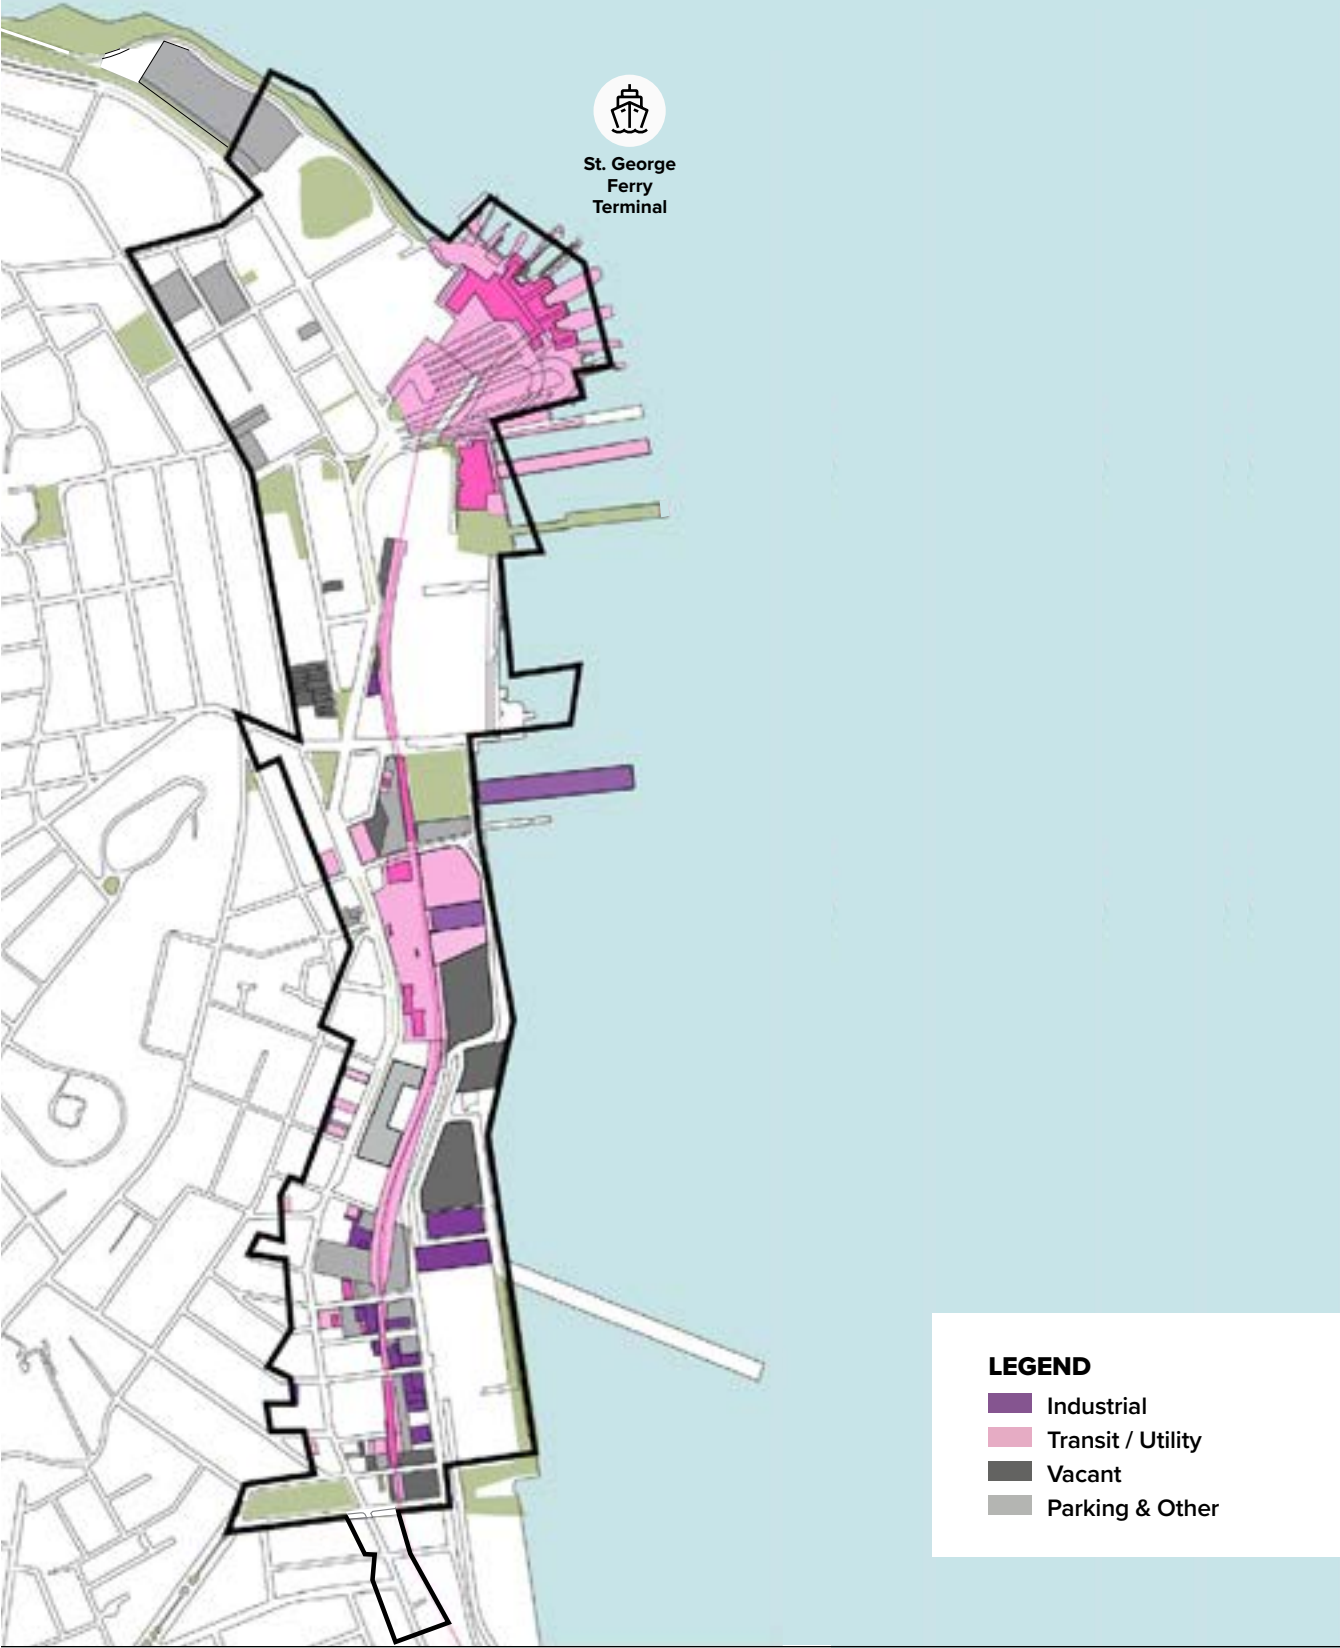 St. George
Ferry
Terminal
LEGEND
Industrial
Transit / Utility
Vacant
Parking & Other